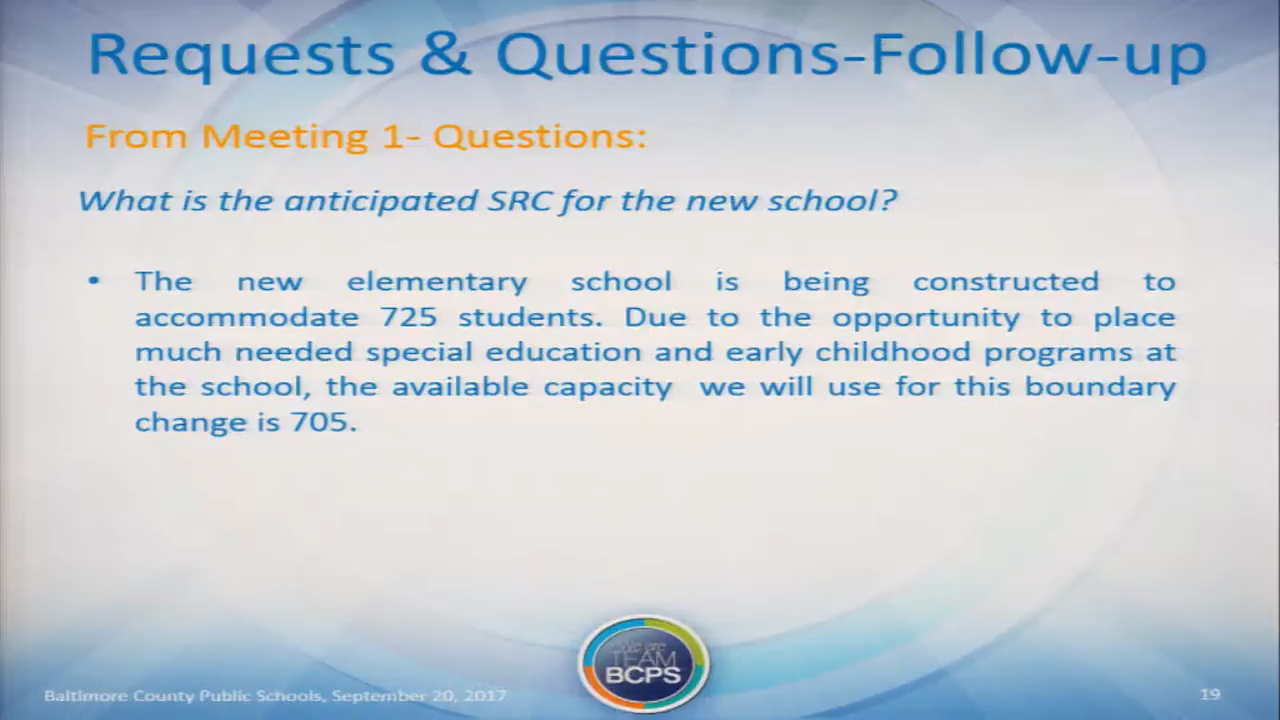 Requests & Questions-Follow-up
From Meeting 1- Questions:
What is the anticipated SRC for the new school?
• The new elementary school is being constructed to
accommodate 725 students. Due to the opportunity to place
much needed special education and early childhood programs at
the school, the available capacity we will use for this boundary
change is 705.
We are
TEAM
BCPS
Baltimore County Public Schools, September 20, 2017
19